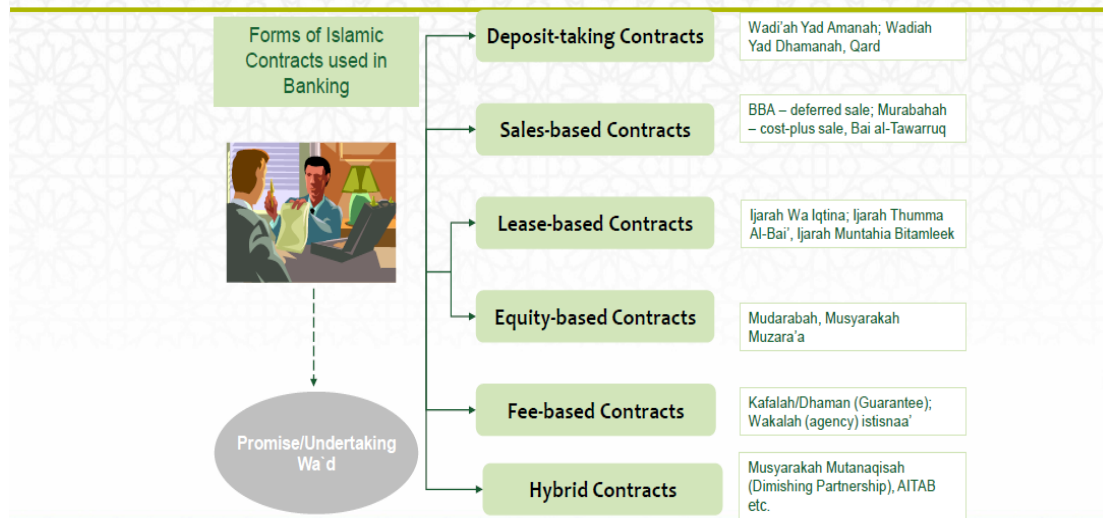 Forms of Islamic
Contracts used in
Banking
Deposit-taking Contracts
Wadi’ah Yad Amanah; Wadiah
Yad Dhamanah, Qard
Sales-based Contracts
BBA – deferred sale; Murabahah
– cost-plus sale, Bai al-Tawarruq
Lease-based Contracts
Ijarah Wa Iqtina; Ijarah Thumma
Al-Bai’, Ijarah Muntahia Bitamleek
Equity-based Contracts
Mudarabah, Musyarakah
Muzara’a
Fee-based Contracts
Kafalah/Dhaman (Guarantee);
Wakalah (agency) istisnaa’
Hybrid Contracts
Musyarakah Mutanaqisah
(Dimishing Partnership), AITAB
etc.
Promise/Undertaking
Wa`d